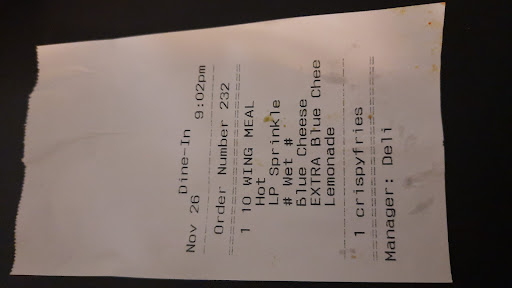 Dine-In
Nov 26 9:02pm
Order Number 232
1 10 WING MEAL
Hot
LP Sprinkle
# Wet #
Blue Cheese
EXTRA Blue Chee
Lemonade
1 crispyfries
Manager: Deli